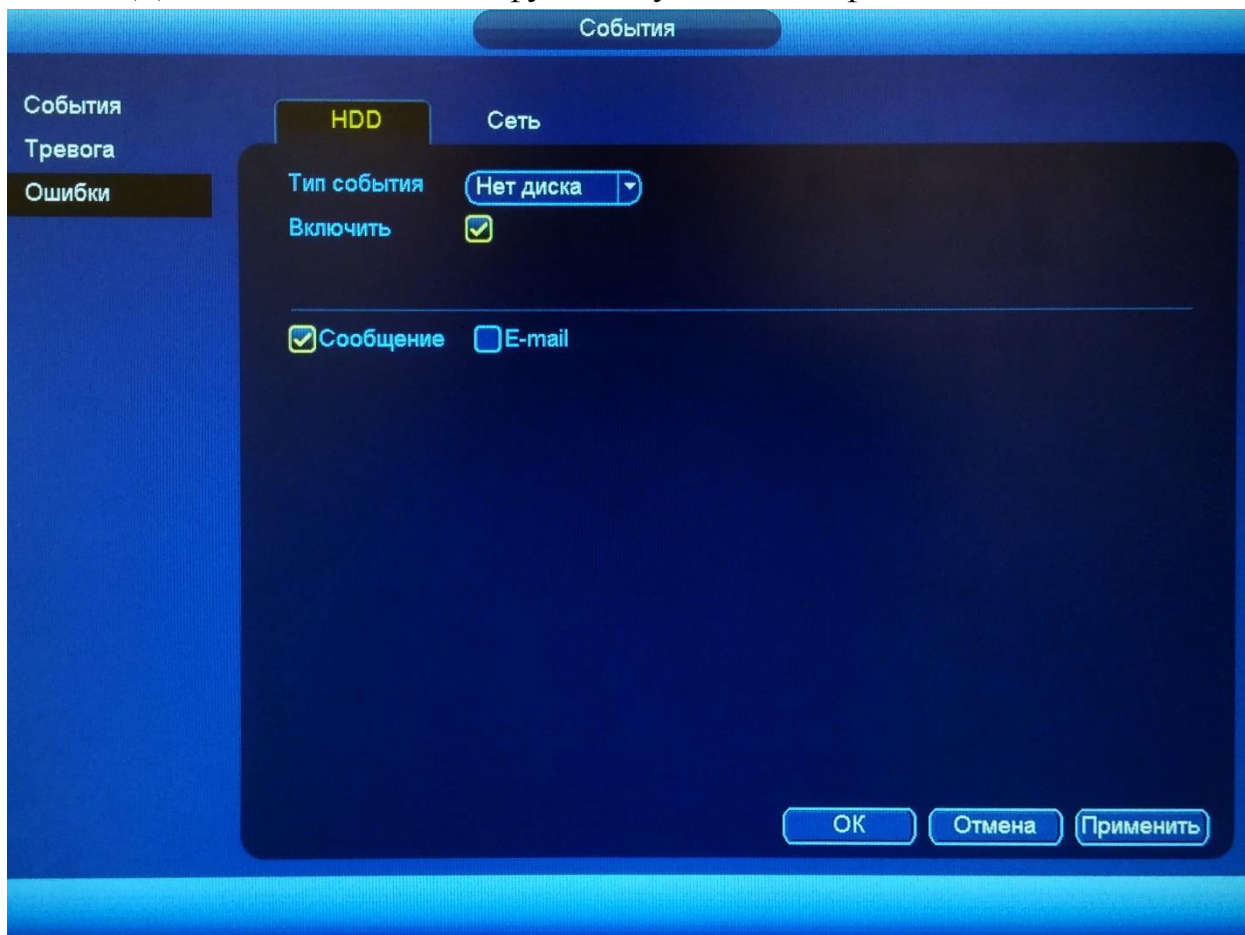 События
События
Тревога
Ошибки
HDD Сеть
Тип события Нет диска
Включить
Сообщение E-mail
OK Отмена Применить